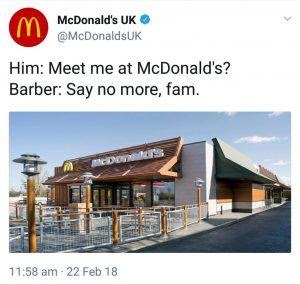 McDonald's UK
@McDonaldsUK
Him: Meet me at McDonald's?
Barber: Say no more, fam.
McDonald's
11:58 am · 22 Feb 18